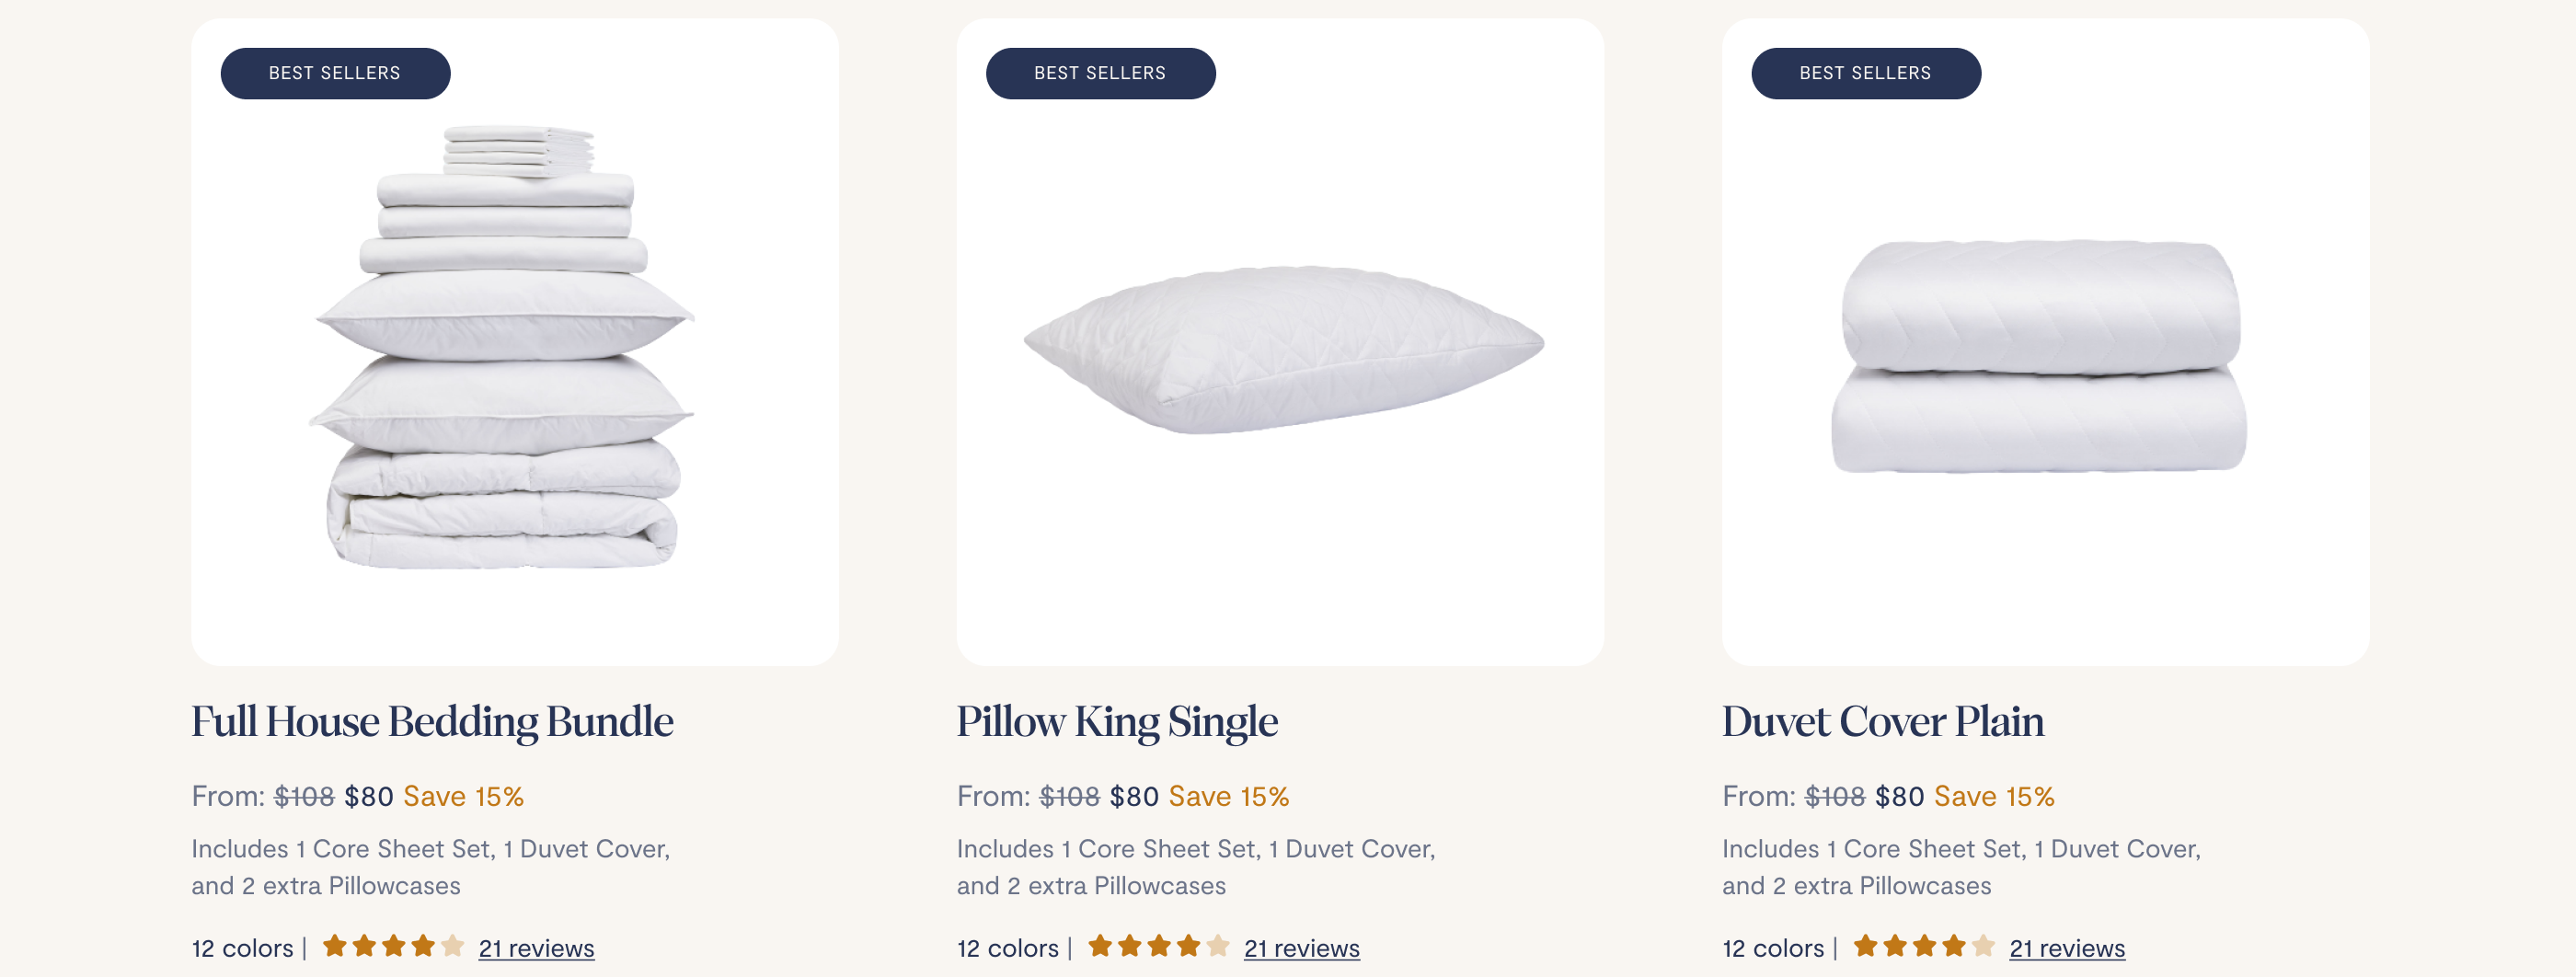 BEST SELLERS
BEST SELLERS
BEST SELLERS
Full House Bedding Bundle
From: $108 $80 Save 15%
Includes 1 Core Sheet Set, 1 Duvet Cover,
and 2 extra Pillowcases
12 colors | 21 reviews
Pillow King Single
From: $108 $80 Save 15%
Includes 1 Core Sheet Set, 1 Duvet Cover,
and 2 extra Pillowcases
12 colors | 21 reviews
Duvet Cover Plain
From: $108 $80 Save 15%
Includes 1 Core Sheet Set, 1 Duvet Cover,
and 2 extra Pillowcases
12 colors | 21 reviews